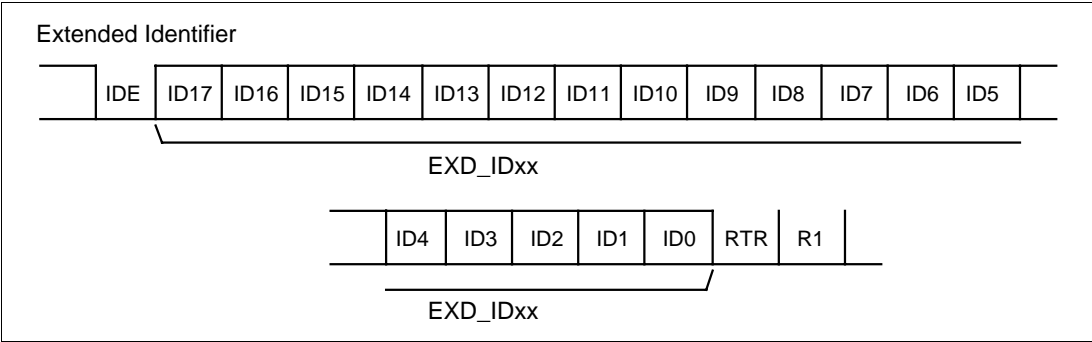 Extended Identifier
IDE ID17 ID16 ID15 ID14 ID13 ID12 ID11 ID10 ID9 ID8 ID7 ID6 ID5
EXD_IDxx
ID4 ID3 ID2 ID1 ID0 RTR R1
EXD_IDxx